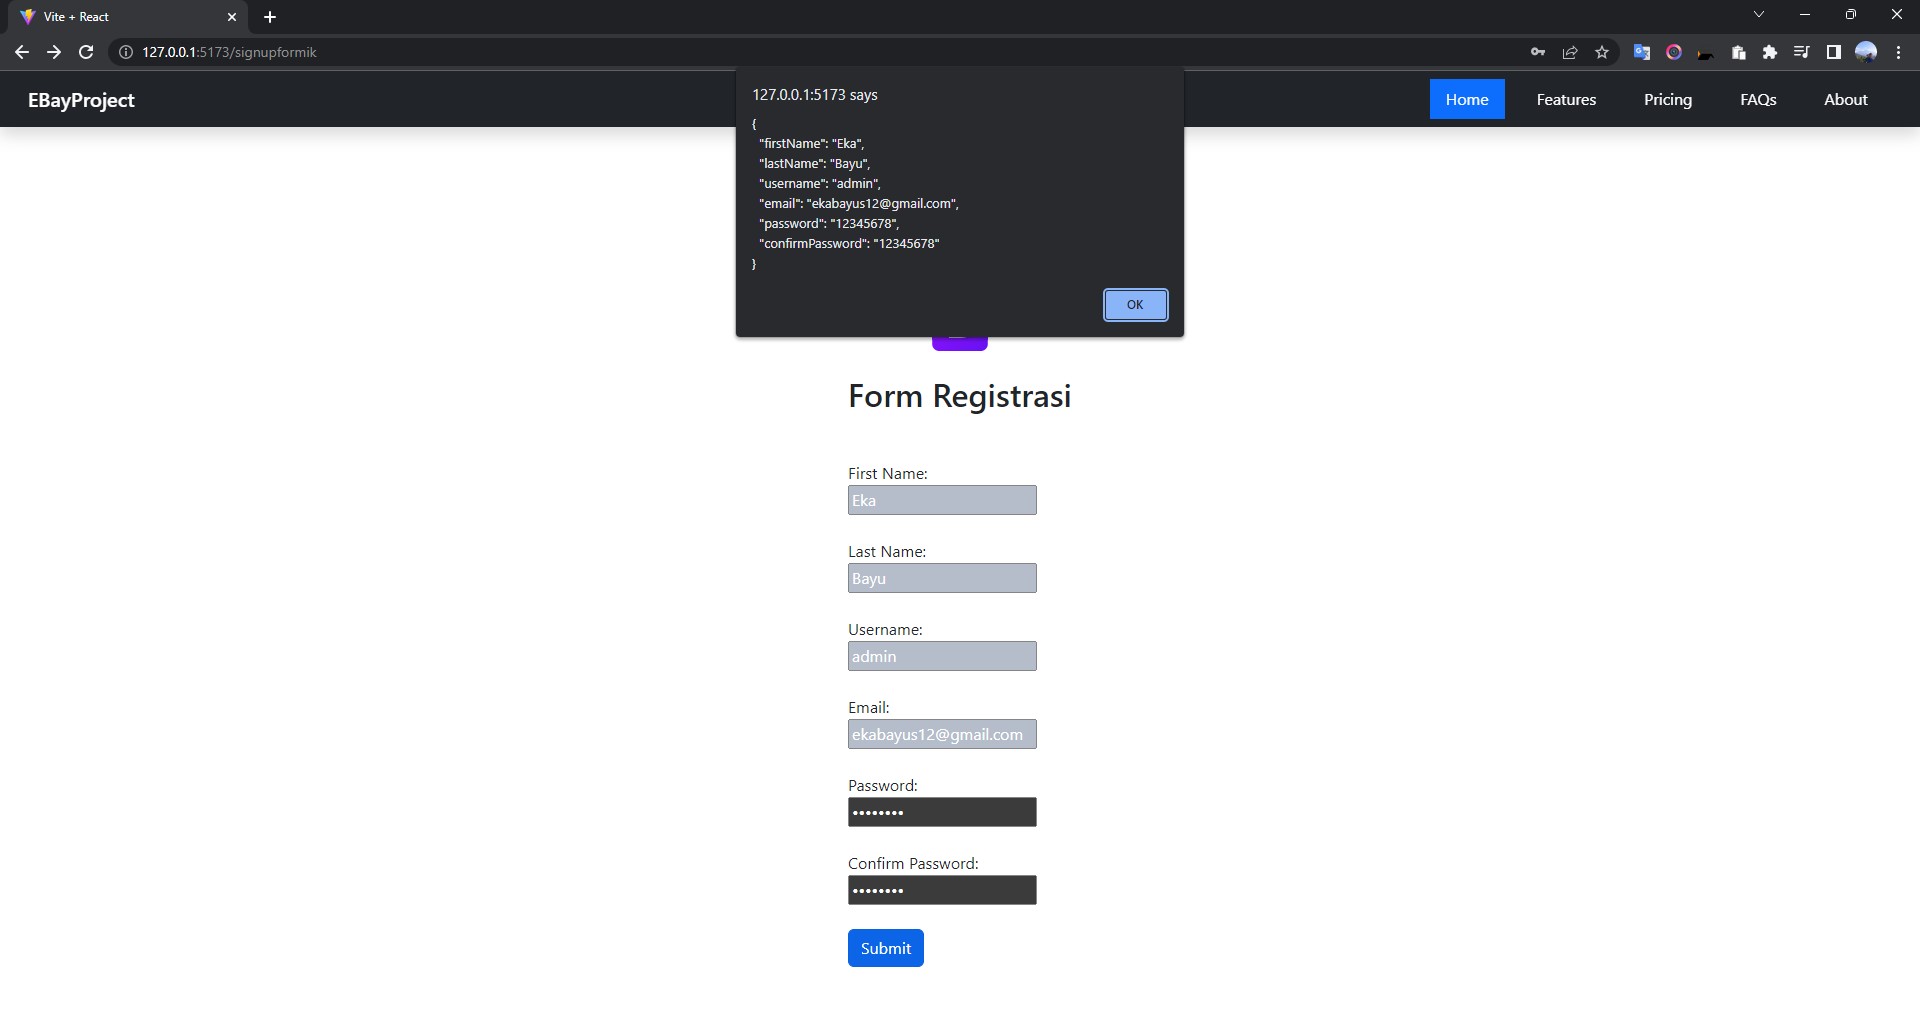 Vite + React
127.0.0.1:5173/signupformik
EBayProject
Home
Features
Pricing
FAQs
About
127.0.0.1:5173 says
{
"firstName": "Eka",
"lastName": "Bayu",
"username": "admin",
"email": "ekabayus12@gmail.com",
"password": "12345678",
"confirmPassword": "12345678"
}
OK
Form Registrasi
First Name:
Eka
Last Name:
Bayu
Username:
admin
Email:
ekabayus12@gmail.com
Password:
••••••••
Confirm Password:
••••••••
Submit